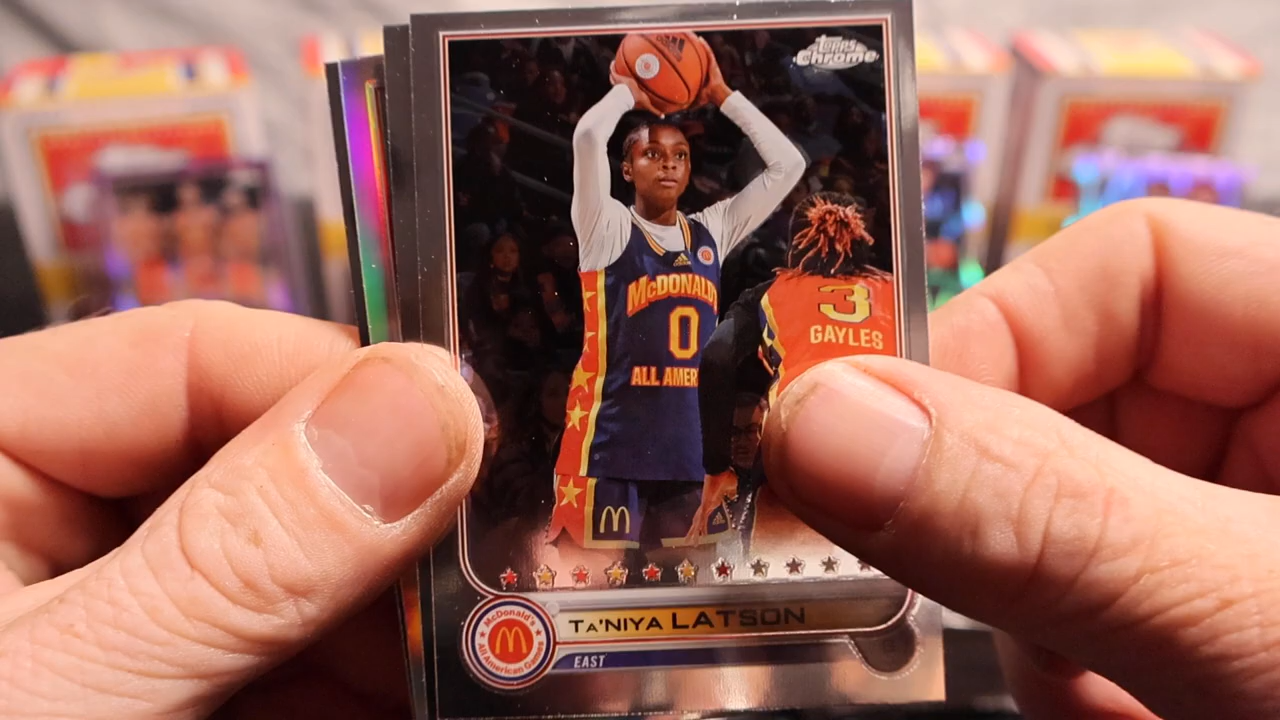 Topps
Chrome
McDONALD'S
0
ALL AMER
3
GAYLES
McDonald's
All American Games
TA'NIYA LATSON
EAST